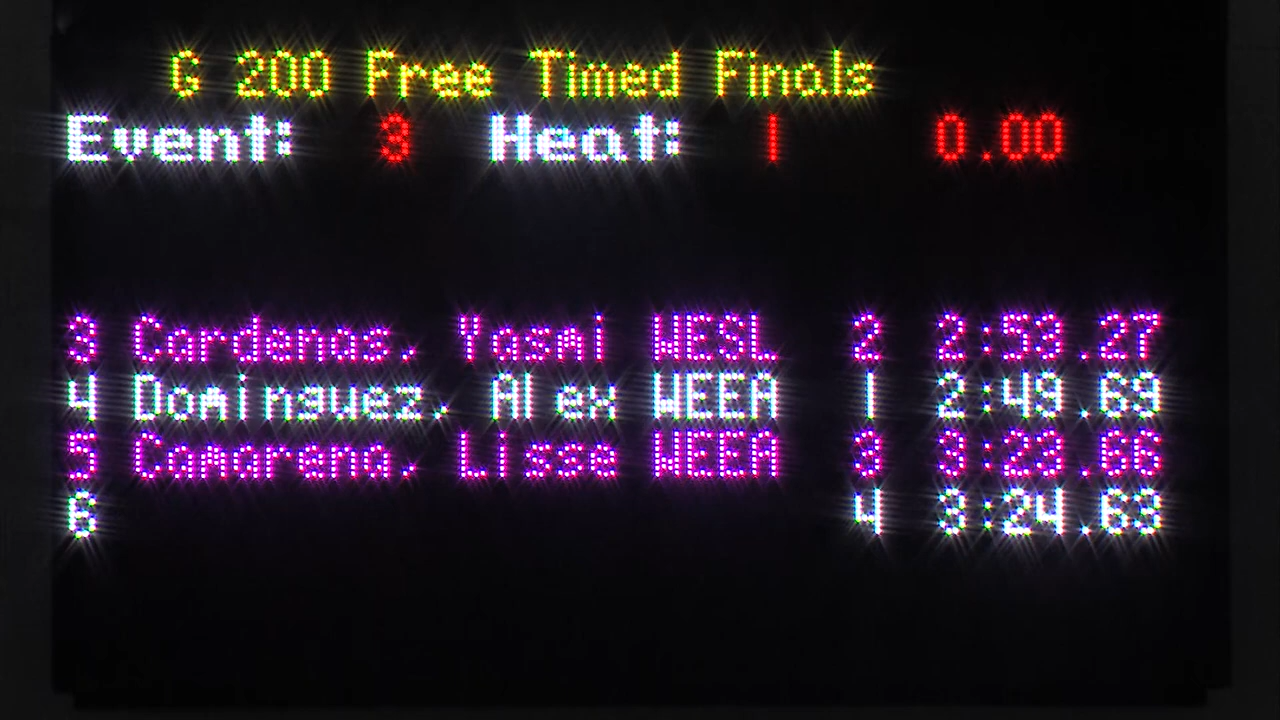 G 200 Free Timed Finals
Event: 3 Heat: 1 0.00
3 Cardenas, Yasmi WESL 2 2:53.27
4 Dominguez, Alex WEEA 1 2:49.69
5 Camarena, Lisse WEEA 3 3:23.66
6 4 3:24.63